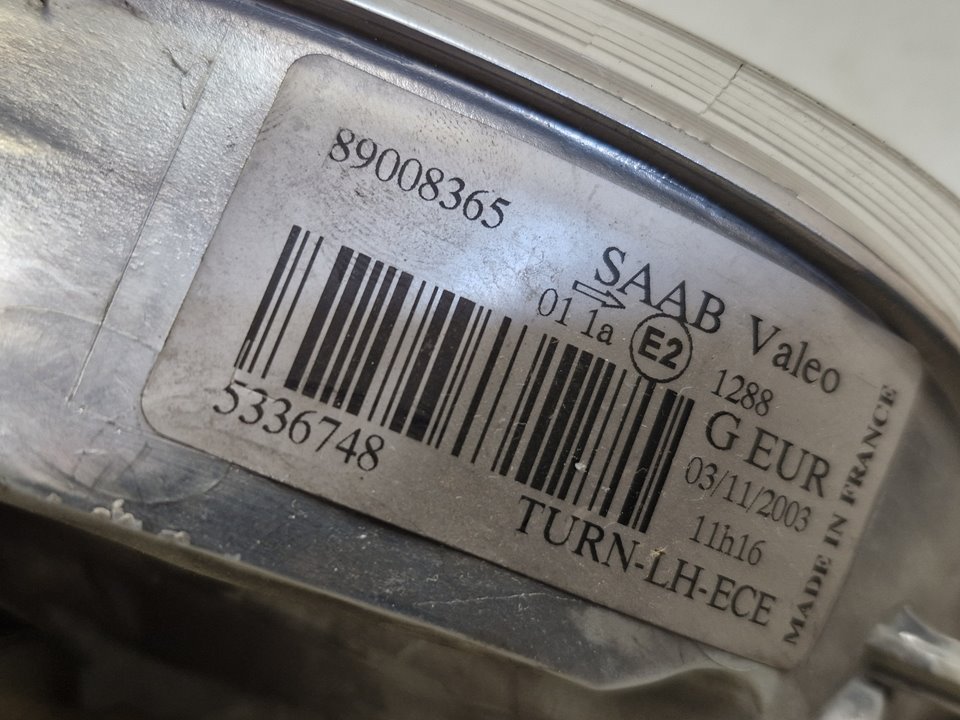 89008365
SAAB Valeo
01 1a E2
1288
G EUR
03/11/2003
11h16
5336748
TURN-LH-ECE
MADE IN FRANCE